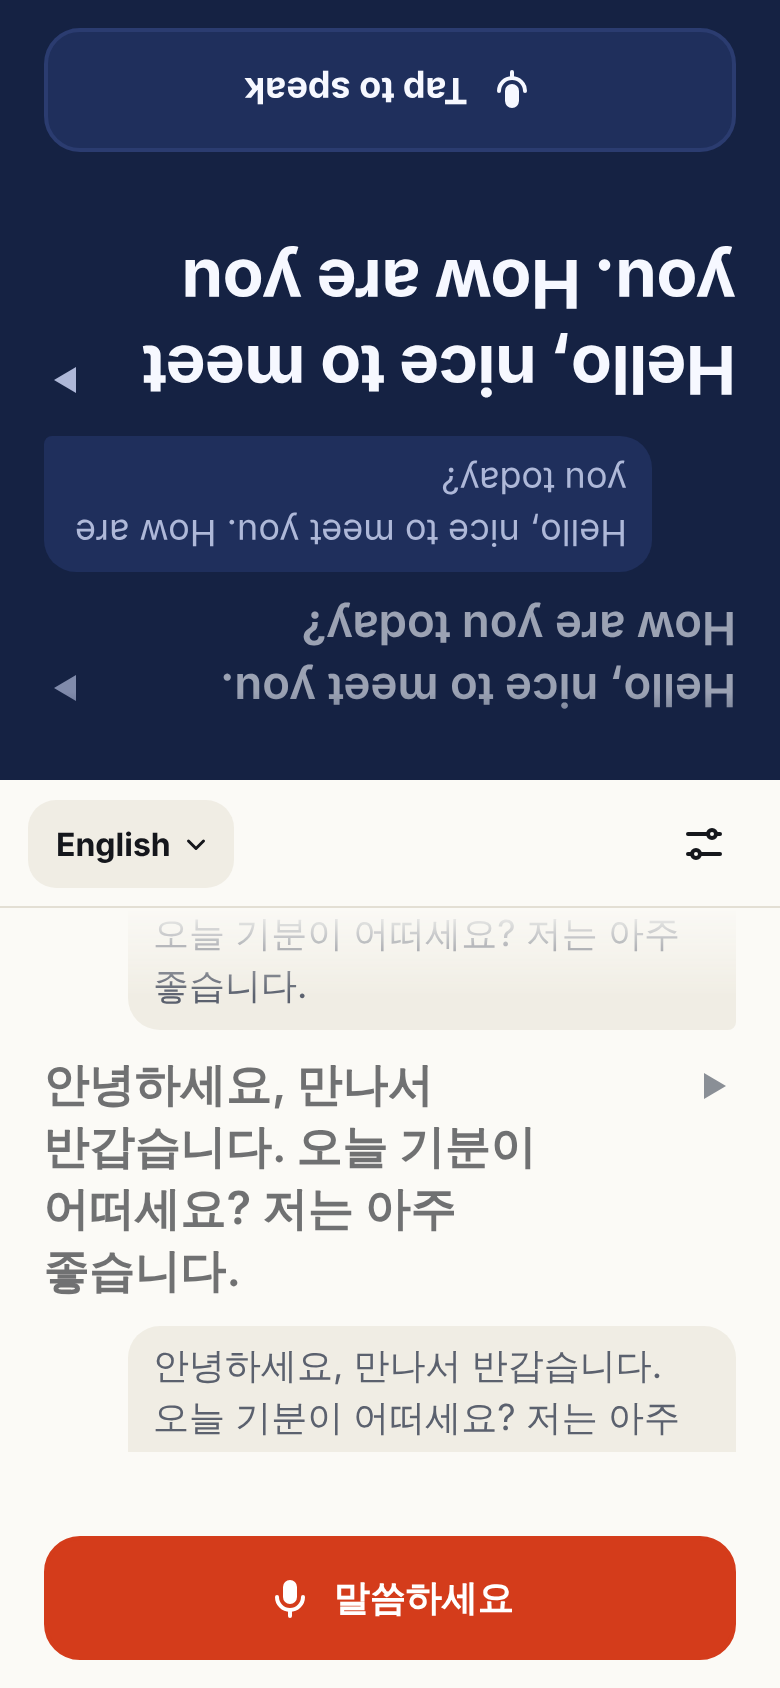 Hello, nice to meet you.
How are you today?
Hello, nice to meet you. How are
you today?
Hello, nice to meet
you. How are you
Tap to speak
English
오늘 기분이 어떠세요? 저는 아주
좋습니다.
안녕하세요, 만나서
반갑습니다. 오늘 기분이
어떠세요? 저는 아주
좋습니다.
안녕하세요, 만나서 반갑습니다.
오늘 기분이 어떠세요? 저는 아주
말씀하세요